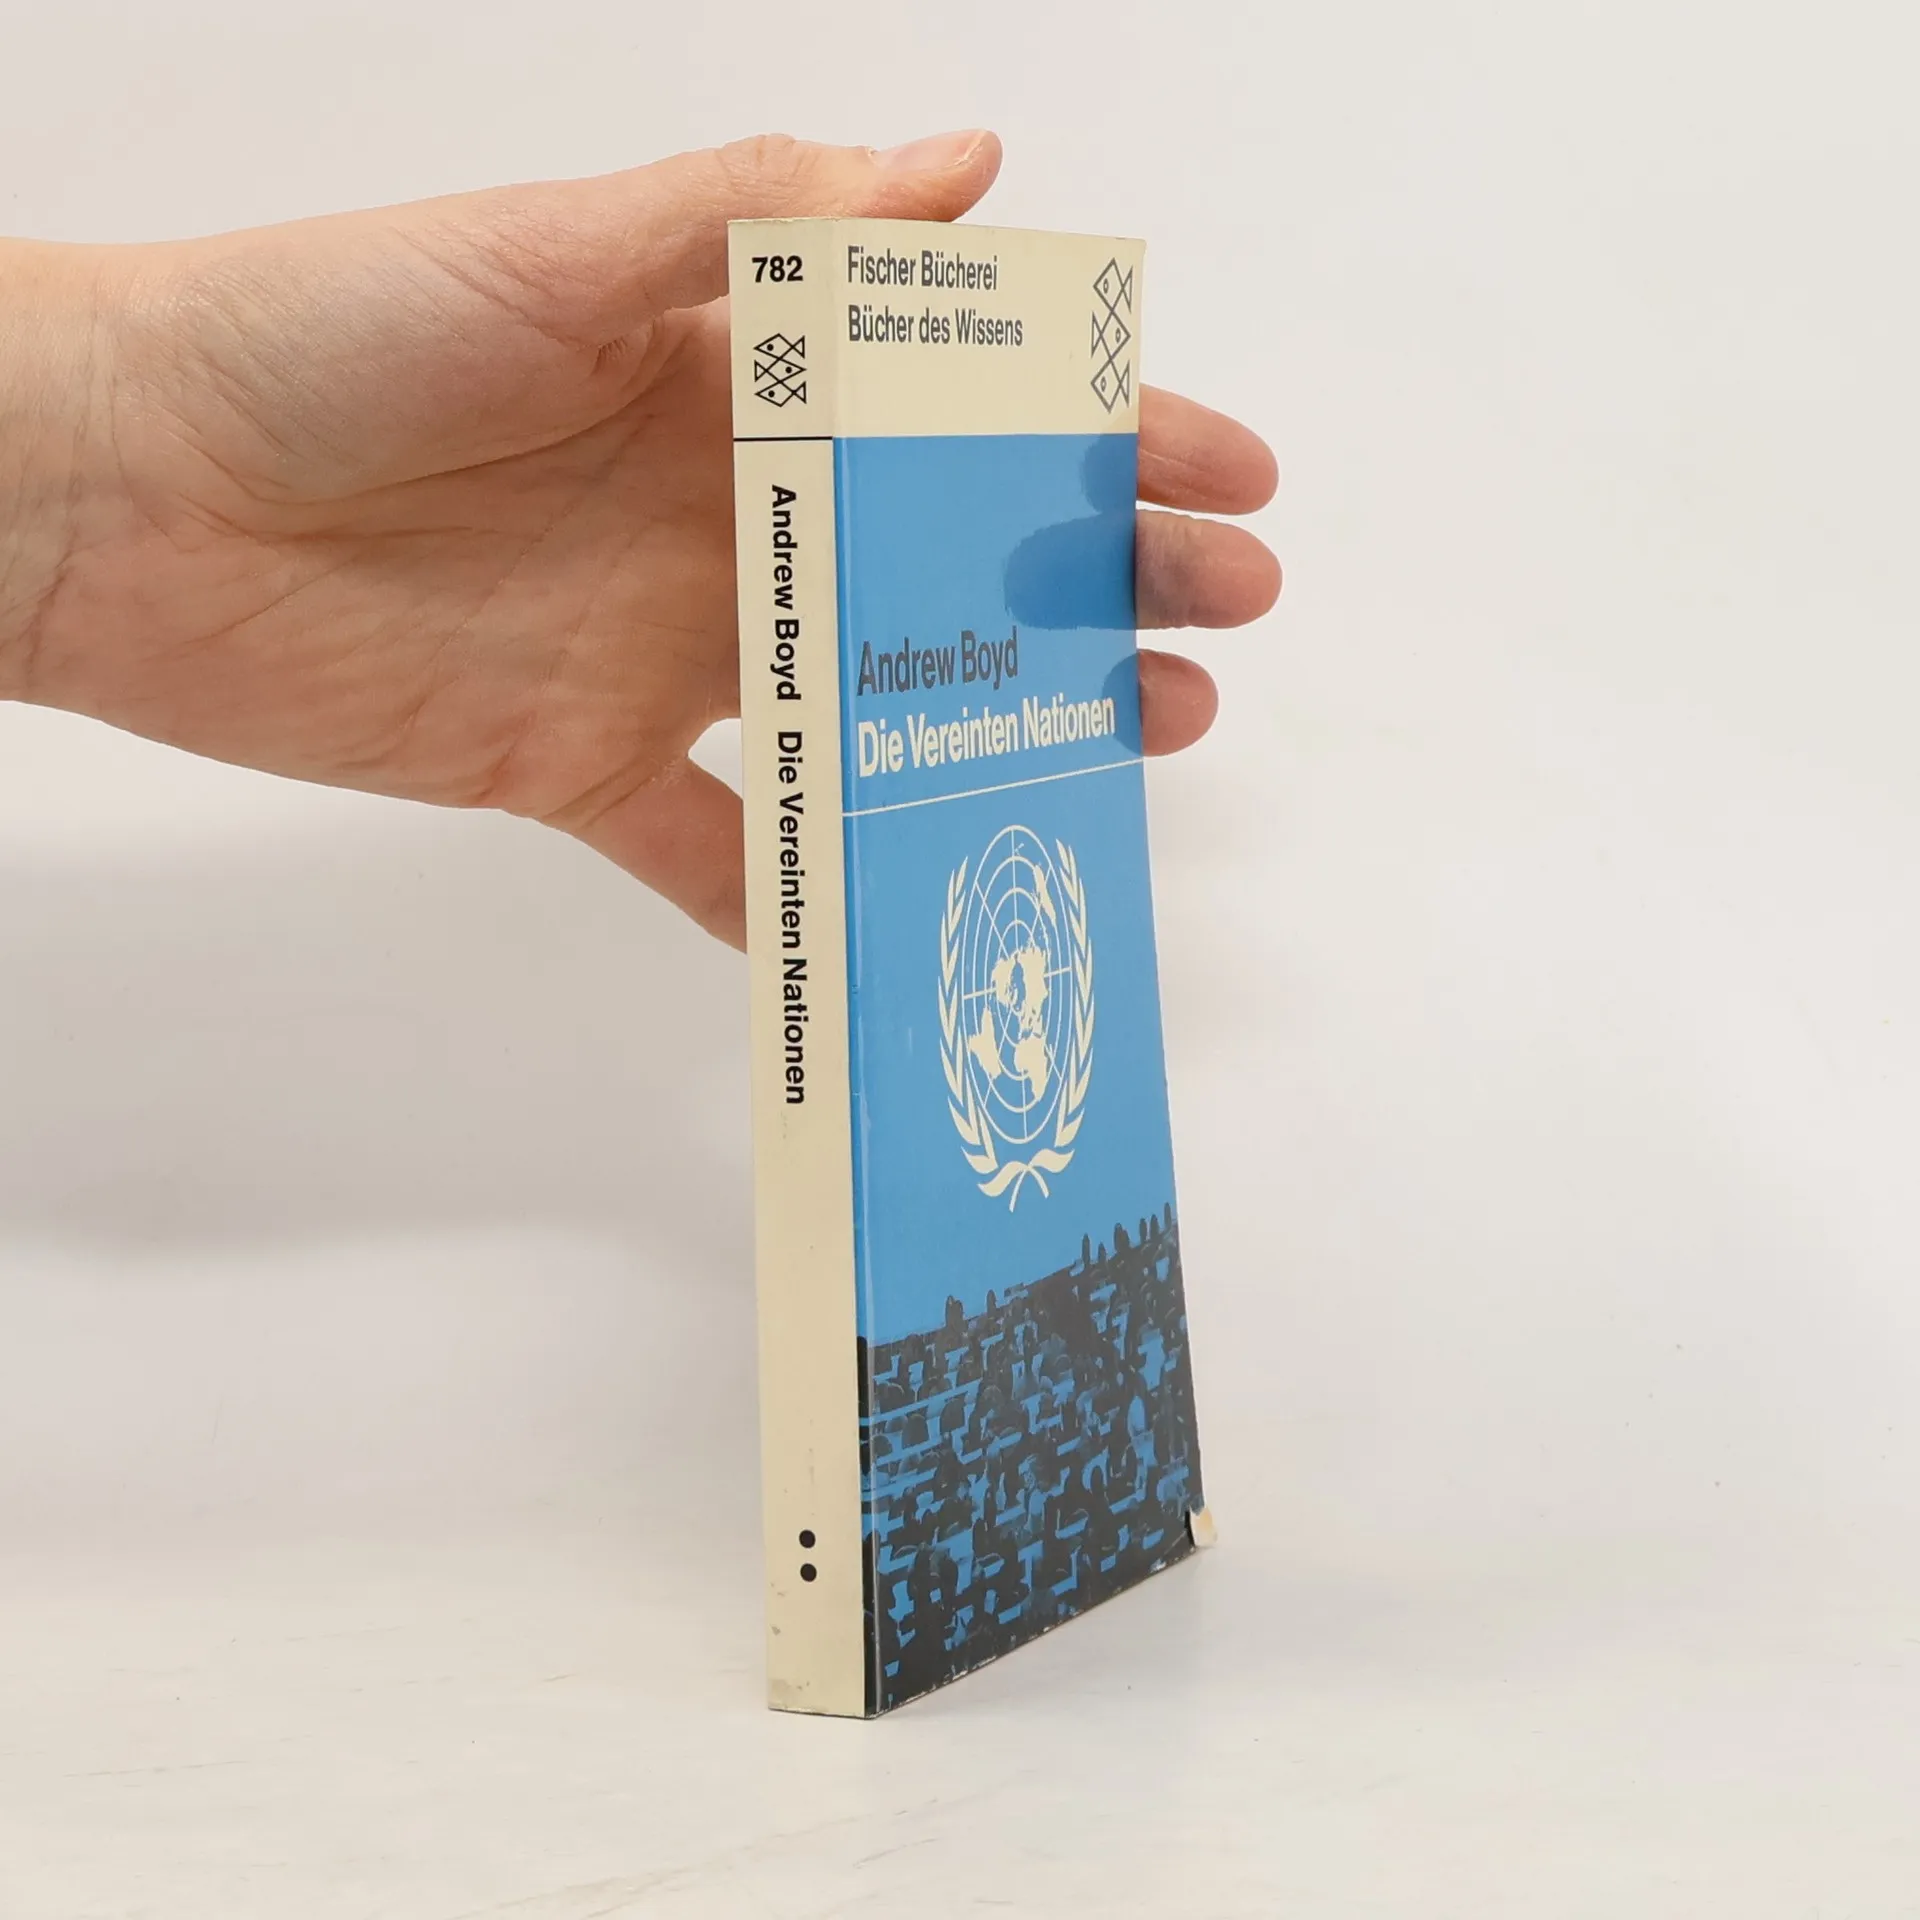 782
Andrew Boyd Die Vereinten Nationen
Fischer Bücherei
Bücher des Wissens
Andrew Boyd
Die Vereinten Nationen